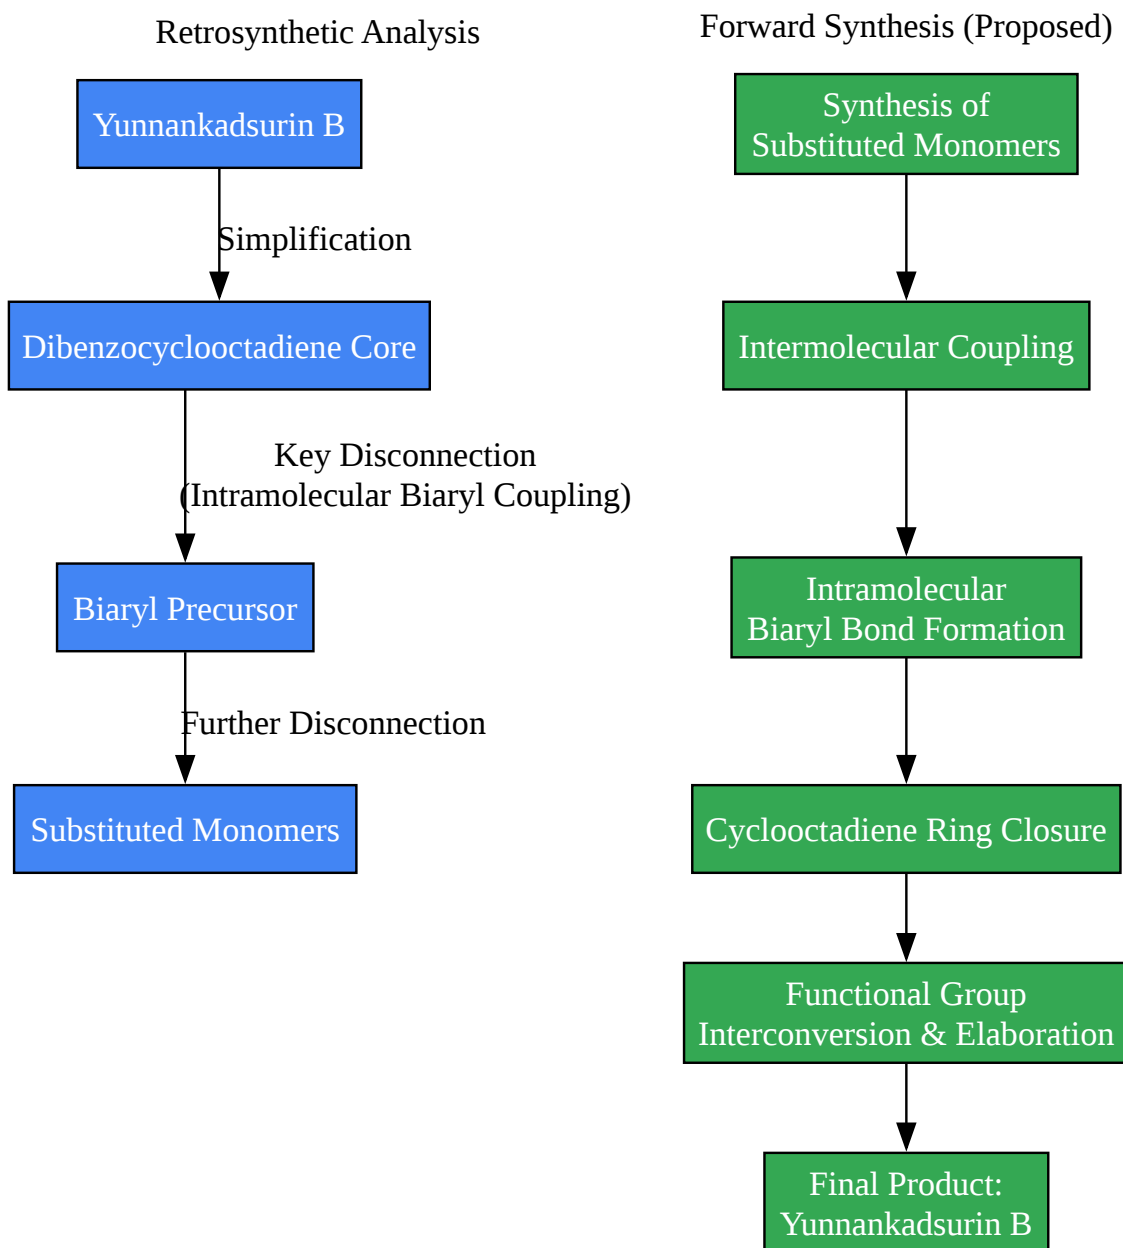 Retrosynthetic Analysis
Yunnankadsurin B
Simplification
Dibenzocyclooctadiene Core
Key Disconnection
(Intramolecular Biaryl Coupling)
Biaryl Precursor
Further Disconnection
Substituted Monomers
Forward Synthesis (Proposed)
Synthesis of
Substituted Monomers
Intermolecular Coupling
Intramolecular
Biaryl Bond Formation
Cyclooctadiene Ring Closure
Functional Group
Interconversion & Elaboration
Final Product:
Yunnankadsurin B